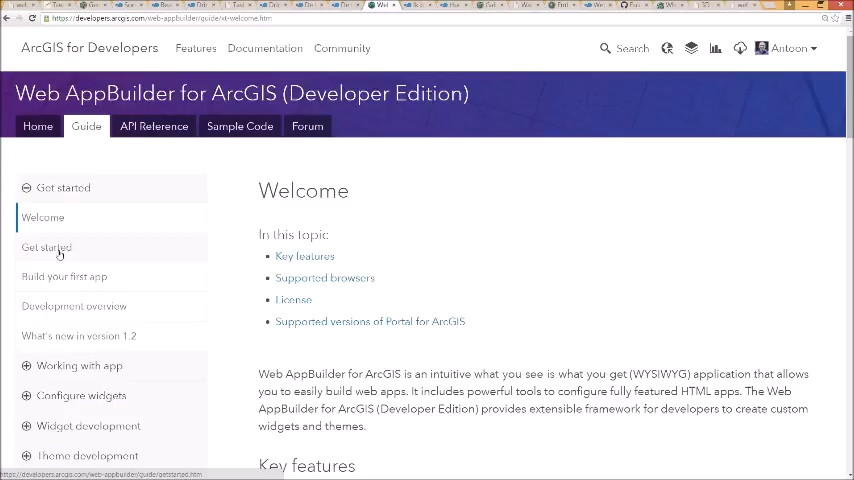 https://developers.arcgis.com/web-appbuilder/guide/xt-welcome.htm
ArcGIS for Developers
Features
Documentation
Community
Search
Antoon
Web AppBuilder for ArcGIS (Developer Edition)
Home
Guide
API Reference
Sample Code
Forum
Get started
Welcome
Get started
Build your first app
Development overview
What's new in version 1.2
Working with app
Configure widgets
Widget development
Theme development
Welcome
In this topic:
Key features
Supported browsers
License
Supported versions of Portal for ArcGIS
Web AppBuilder for ArcGIS is an intuitive what you see is what you get (WYSIWYG) application that allows
you to easily build web apps. It includes powerful tools to configure fully featured HTML apps. The Web
AppBuilder for ArcGIS (Developer Edition) provides extensible framework for developers to create custom
widgets and themes.
Key features
https://developers.arcgis.com/web-appbuilder/guide/getstarted.htm